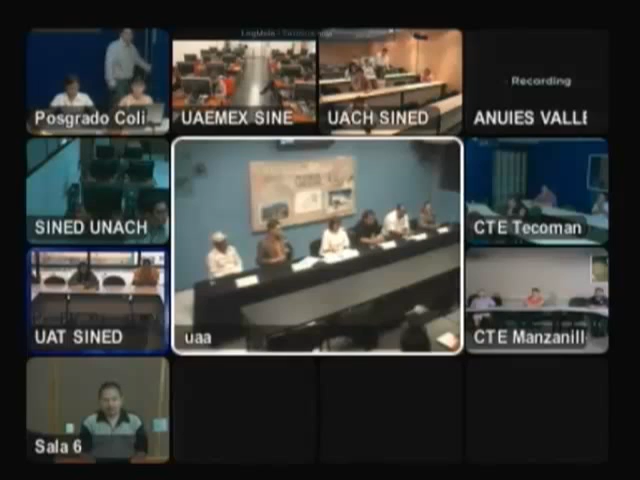 Posgrado Coli
UAEMEX SINE
UACH SINED
Recording
ANUIES VALLE
SINED UNACH
CTE Tecoman
UAT SINED
uaa
CTE Manzanill
Sala 6